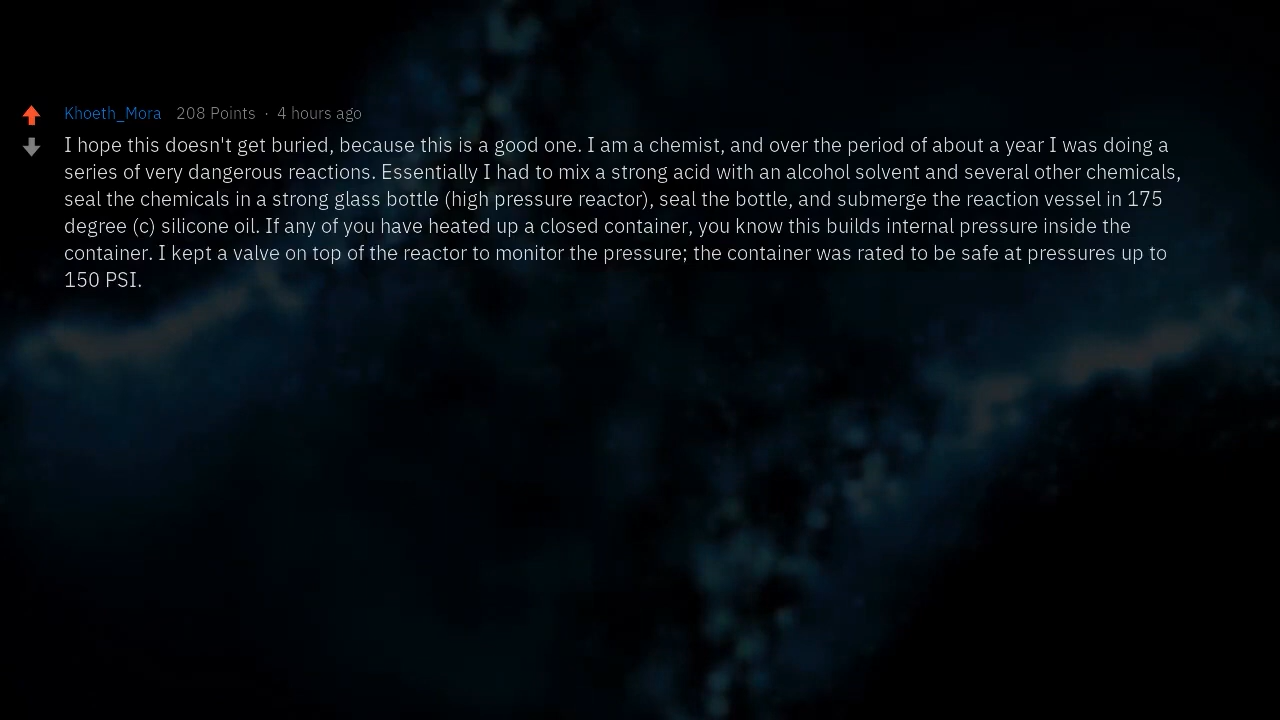 Khoeth_Mora 208 Points · 4 hours ago
I hope this doesn't get buried, because this is a good one. I am a chemist, and over the period of about a year I was doing a
series of very dangerous reactions. Essentially I had to mix a strong acid with an alcohol solvent and several other chemicals,
seal the chemicals in a strong glass bottle (high pressure reactor), seal the bottle, and submerge the reaction vessel in 175
degree (c) silicone oil. If any of you have heated up a closed container, you know this builds internal pressure inside the
container. I kept a valve on top of the reactor to monitor the pressure; the container was rated to be safe at pressures up to
150 PSI.